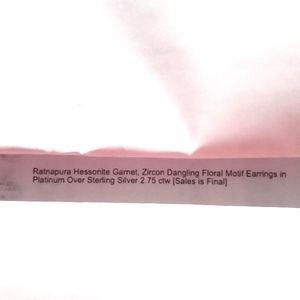 Ratnapura Hessonite Garnet, Zircon Dangling Floral Motif Earrings in
Platinum Over Sterling Silver 2.75 ctw [Sales is Final]